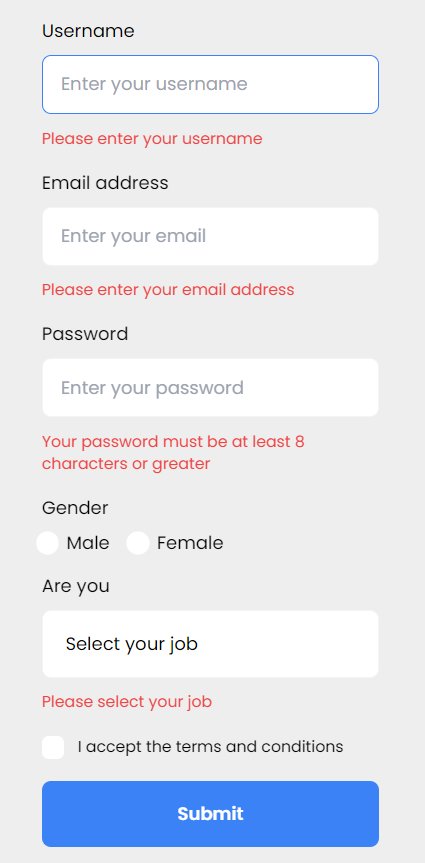 Username
Enter your username
Please enter your username
Email address
Enter your email
Please enter your email address
Password
Enter your password
Your password must be at least 8
characters or greater
Gender
Male Female
Are you
Select your job
Please select your job
I accept the terms and conditions
Submit